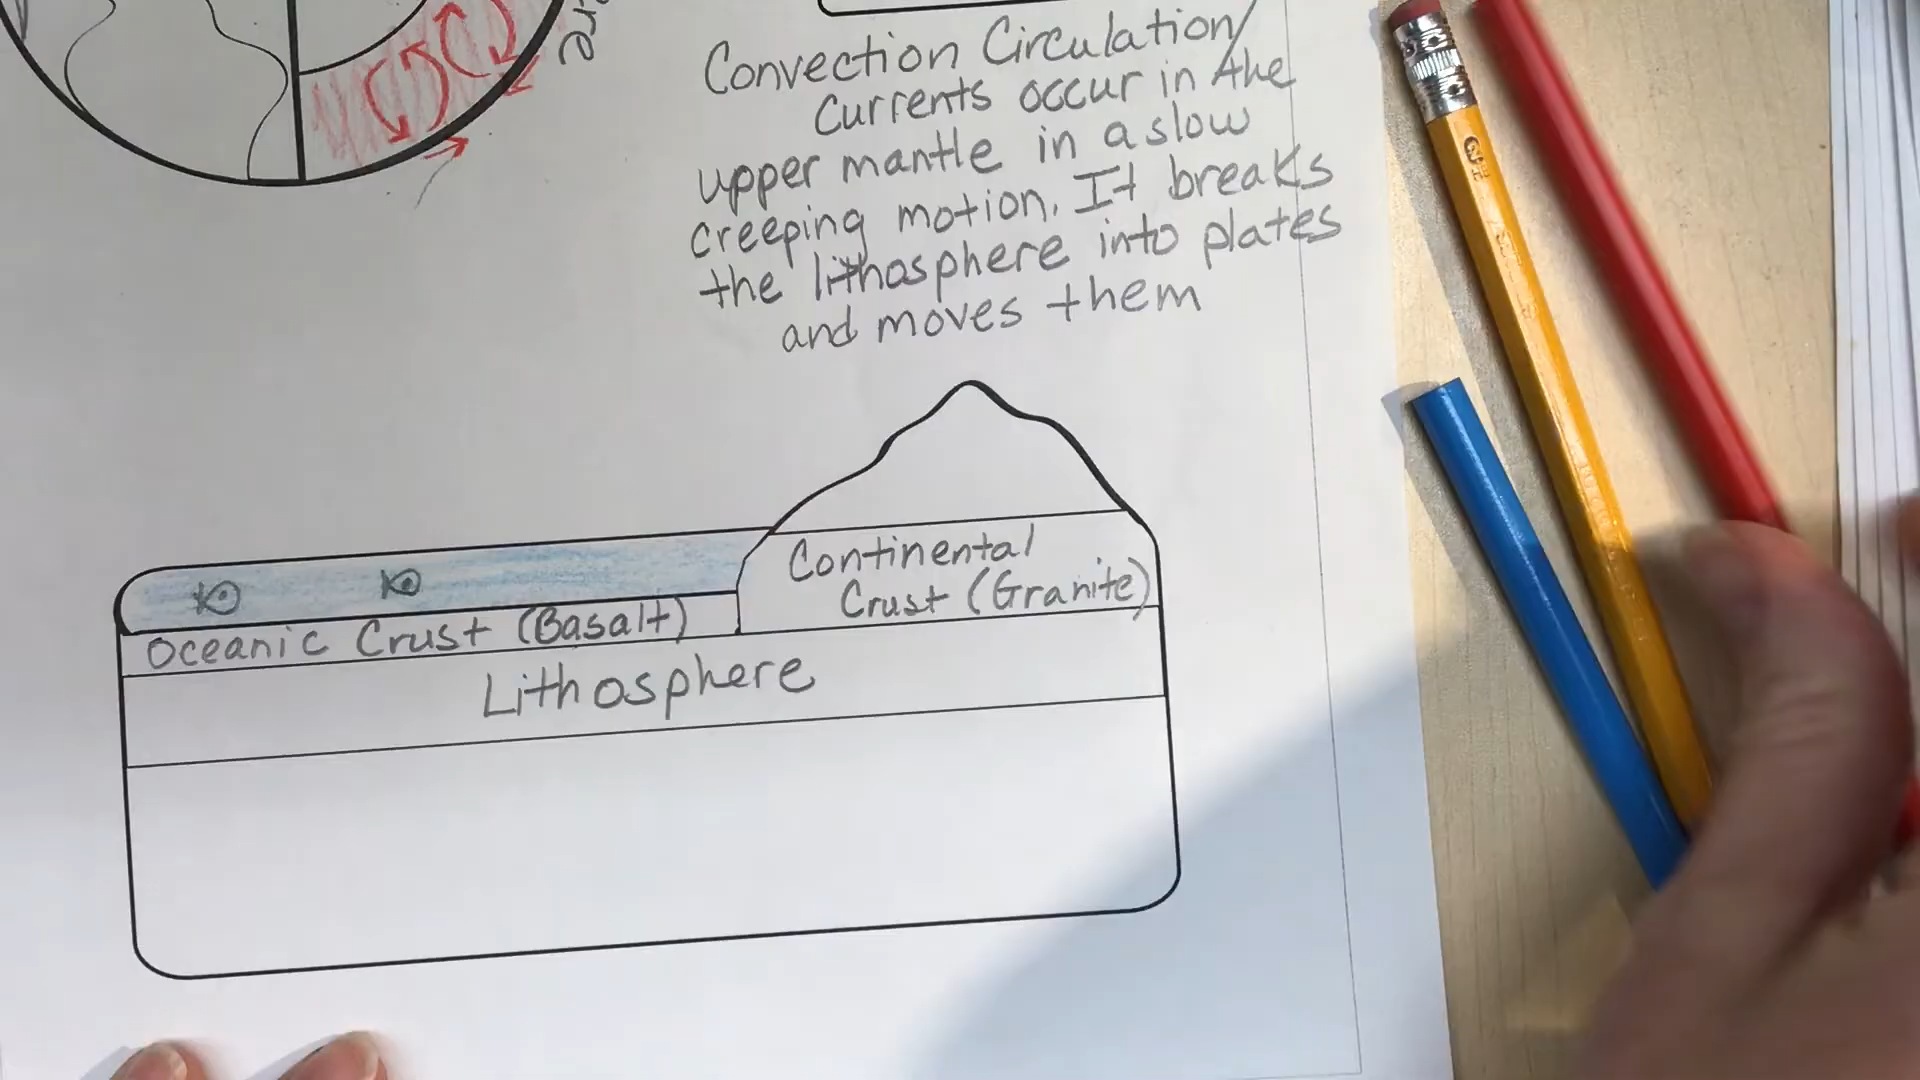 Convection Circulation/
Currents occur in the
upper mantle in a slow
creeping motion. It breaks
the lithosphere into plates
and moves them
Continental
Crust (Granite)
Oceanic Crust (Basalt)
Lithosphere